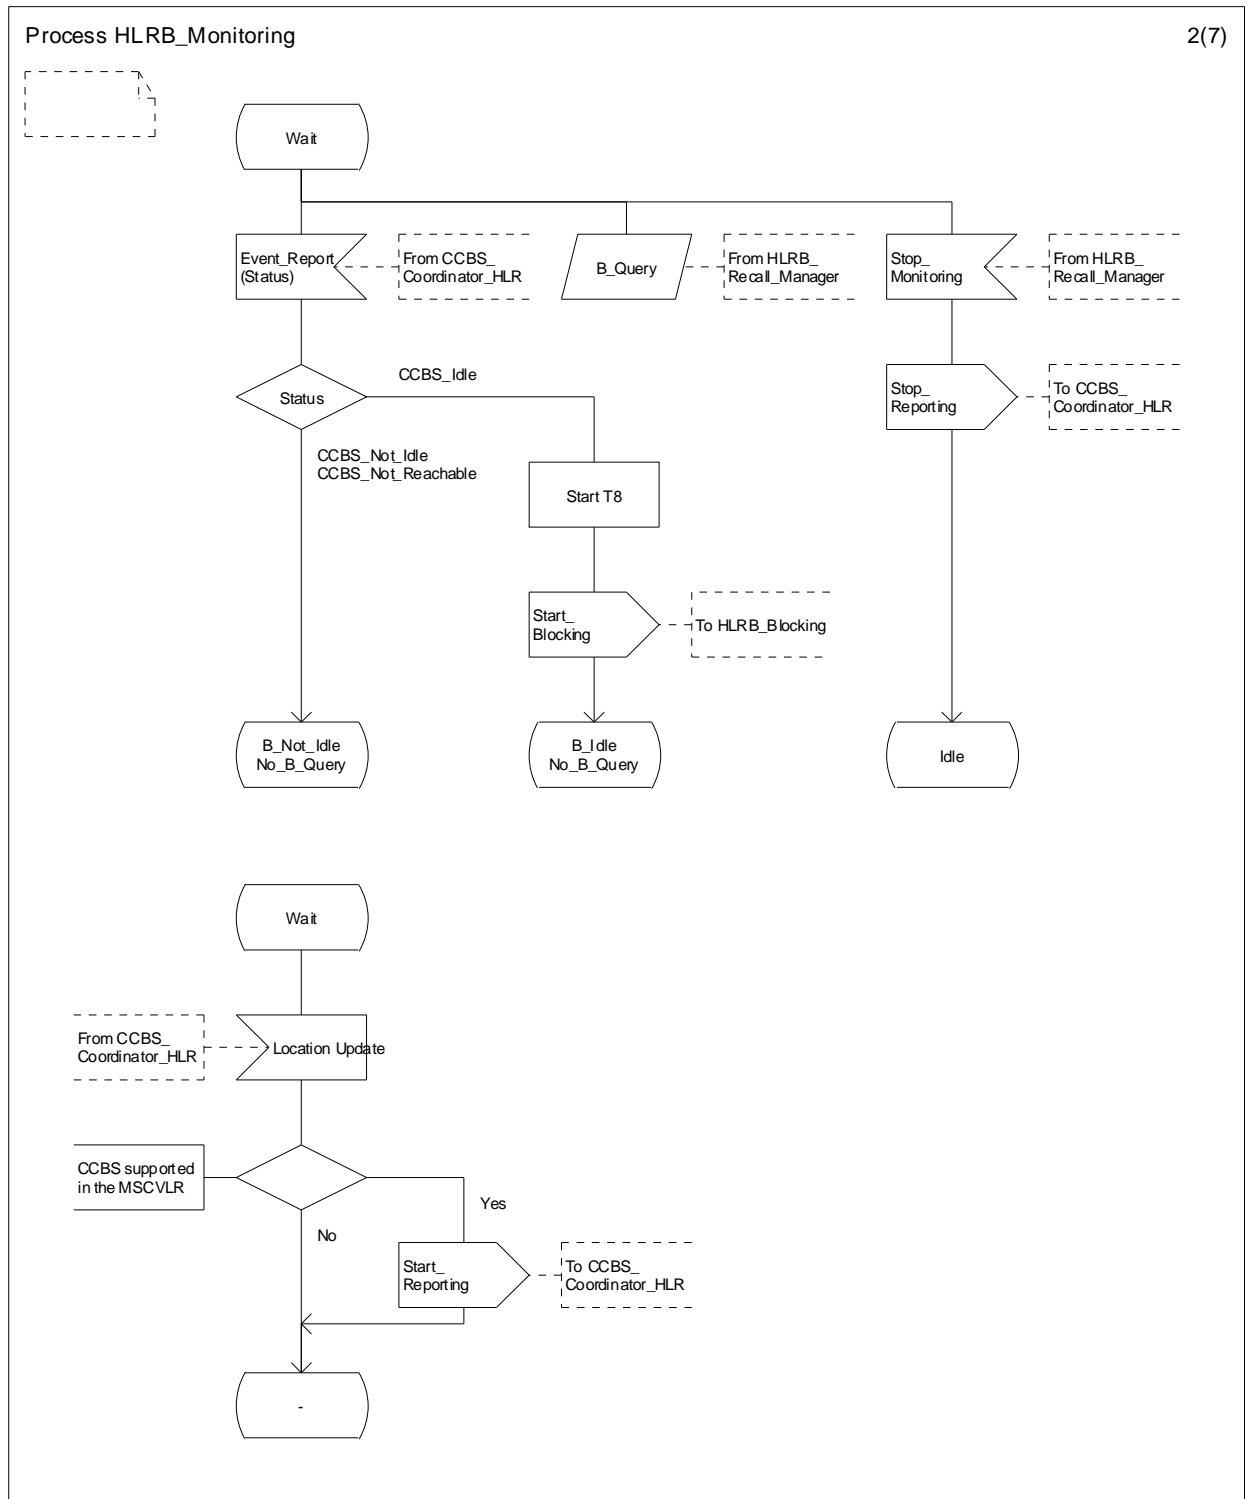 Process HLRB_Monitoring
2(7)
Wait
Event_Report
(Status)
From CCBS_
Coordinator_HLR
B_Query
From HLRB_
Recall_Manager
Stop_
Monitoring
From HLRB_
Recall_Manager
Status
CCBS_Idle
Stop_
Reporting
To CCBS_
Coordinator_HLR
CCBS_Not_Idle
CCBS_Not_Reachable
Start T8
Start_
Blocking
To HLRB_Blocking
B_Not_Idle
No_B_Query
B_Idle
No_B_Query
Idle
Wait
From CCBS_
Coordinator_HLR
Location Update
CCBS supported
in the MSCVLR
Yes
No
Start_
Reporting
To CCBS_
Coordinator_HLR
-